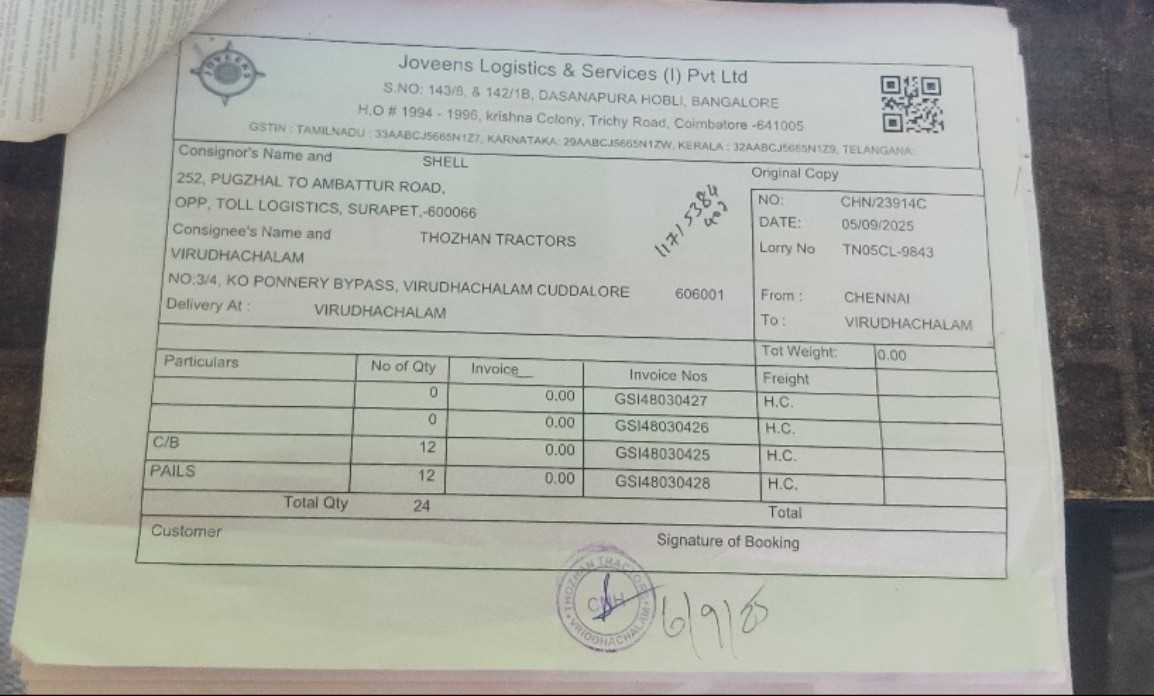 JOVEENS
Joveens Logistics & Services (I) Pvt Ltd
S.NO: 143/8, & 142/1B, DASANAPURA HOBLI, BANGALORE
H.O # 1994 - 1996, krishna Colony, Trichy Road, Coimbatore -641005
GSTIN : TAMILNADU : 33AABCJ5665N1Z7, KARNATAKA: 29AABCJ5665N1ZW, KERALA : 32AABCJ5665N1Z9, TELANGANA:
Consignor's Name and SHELL
252, PUGZHAL TO AMBATTUR ROAD,
OPP, TOLL LOGISTICS, SURAPET,-600066
Consignee's Name and THOZHAN TRACTORS
VIRUDHACHALAM
NO:3/4, KO PONNERY BYPASS, VIRUDHACHALAM CUDDALORE 606001
Delivery At : VIRUDHACHALAM
Original Copy
NO: CHN/23914C
DATE: 05/09/2025
Lorry No TN05CL-9843
From : CHENNAI
To : VIRUDHACHALAM
Tot Weight: 0.00
Particulars No of Qty Invoice__ Invoice Nos Freight
0 0.00 GSI48030427 H.C.
0 0.00 GSI48030426 H.C.
C/B 12 0.00 GSI48030425 H.C.
PAILS 12 0.00 GSI48030428 H.C.
Total Qty 24 Total
Customer Signature of Booking
THOZHAN TRACTORS
CNH
VRIDDHACHALAM
6/9/25